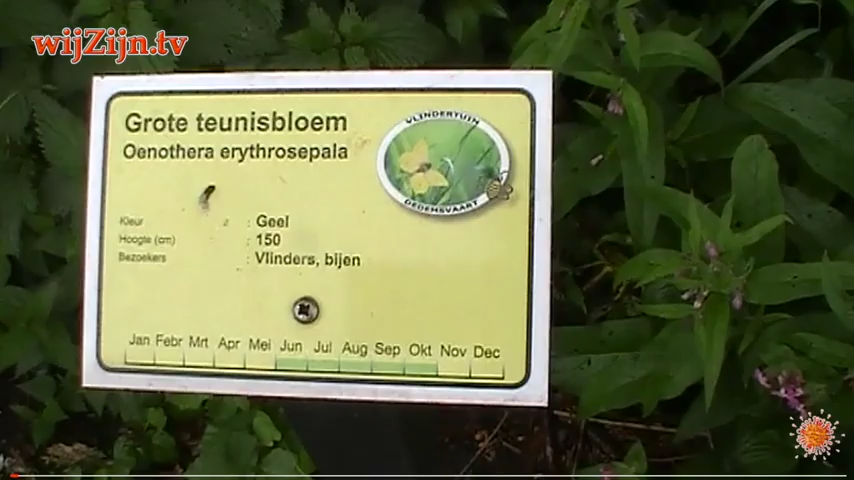 wijZijn.tv
Grote teunisbloem
Oenothera erythrosepala
VLINDERTUIN
DEDEMSVAART
Kleur : Geel
Hoogte (cm) : 150
Bezoekers : Vlinders, bijen
Jan Febr Mrt Apr Mei Jun Jul Aug Sep Okt Nov Dec